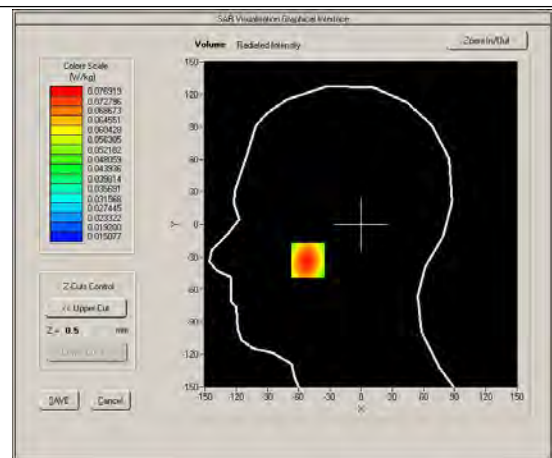 SAR Visualisation Graphical Interface
Volume Radiated Intensity
Zoom In/Out
Colors Scale
(W/kg)
0.076919
0.072796
0.068673
0.064551
0.060428
0.056305
0.052182
0.048059
0.043936
0.039814
0.035691
0.031568
0.027445
0.023322
0.019200
0.015077
150
120
90
60
30
0
-30
-60
-90
-120
-150
Y
-150 -120 -90 -60 -30 0 30 60 90 120 150
X
Z-Cuts Control
<< Upper Cut
Z = 0.5 mm
SAVE Cancel